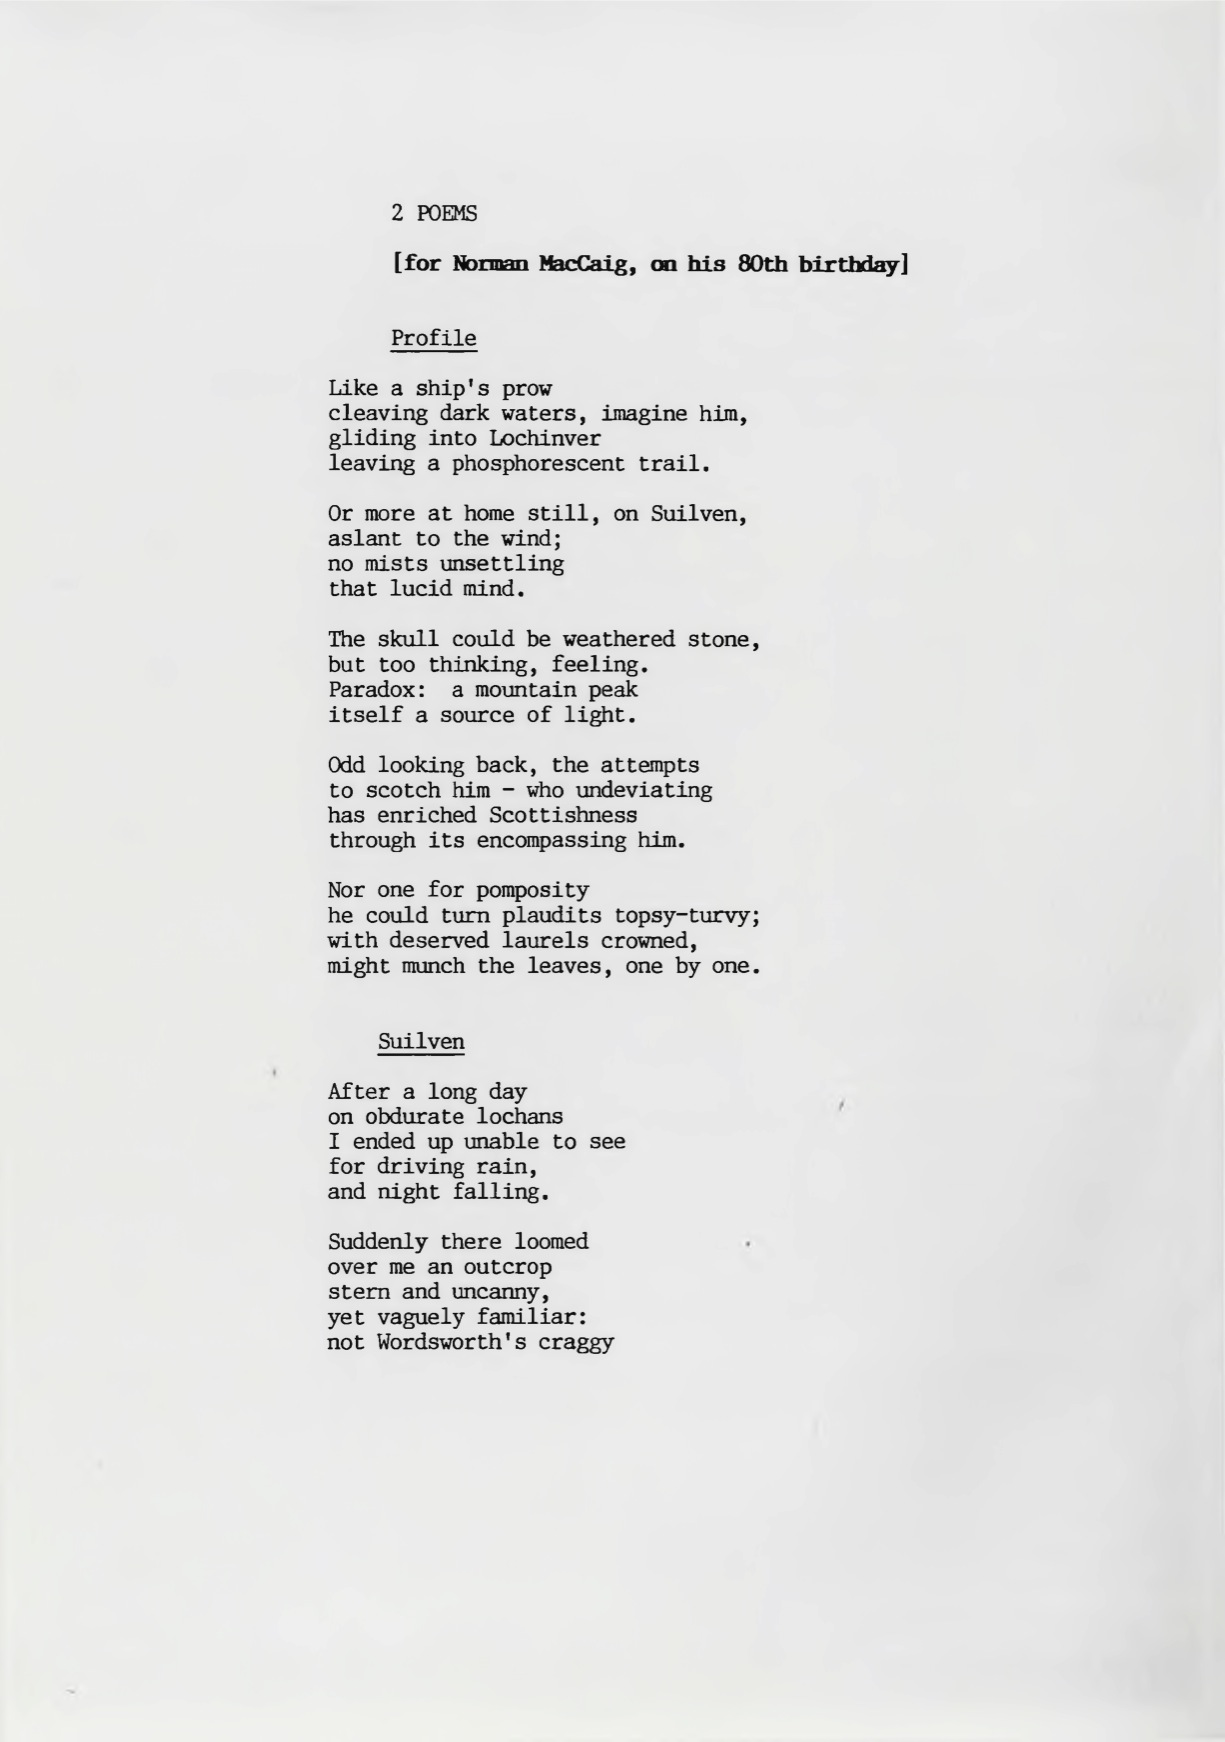 2 POEMS
[for Norman MacCaig, on his 80th birthday]
Profile
Like a ship's prow
cleaving dark waters, imagine him,
gliding into Lochinver
leaving a phosphorescent trail.
Or more at home still, on Suilven,
aslant to the wind;
no mists unsettling
that lucid mind.
The skull could be weathered stone,
but too thinking, feeling.
Paradox:  a mountain peak
itself a source of light.
Odd looking back, the attempts
to scotch him - who undeviating
has enriched Scottishness
through its encompassing him.
Nor one for pomposity
he could turn plaudits topsy-turvy;
with deserved laurels crowned,
might munch the leaves, one by one.
Suilven
After a long day
on obdurate lochans
I ended up unable to see
for driving rain,
and night falling.
Suddenly there loomed
over me an outcrop
stern and uncanny,
yet vaguely familiar:
not Wordsworth's craggy